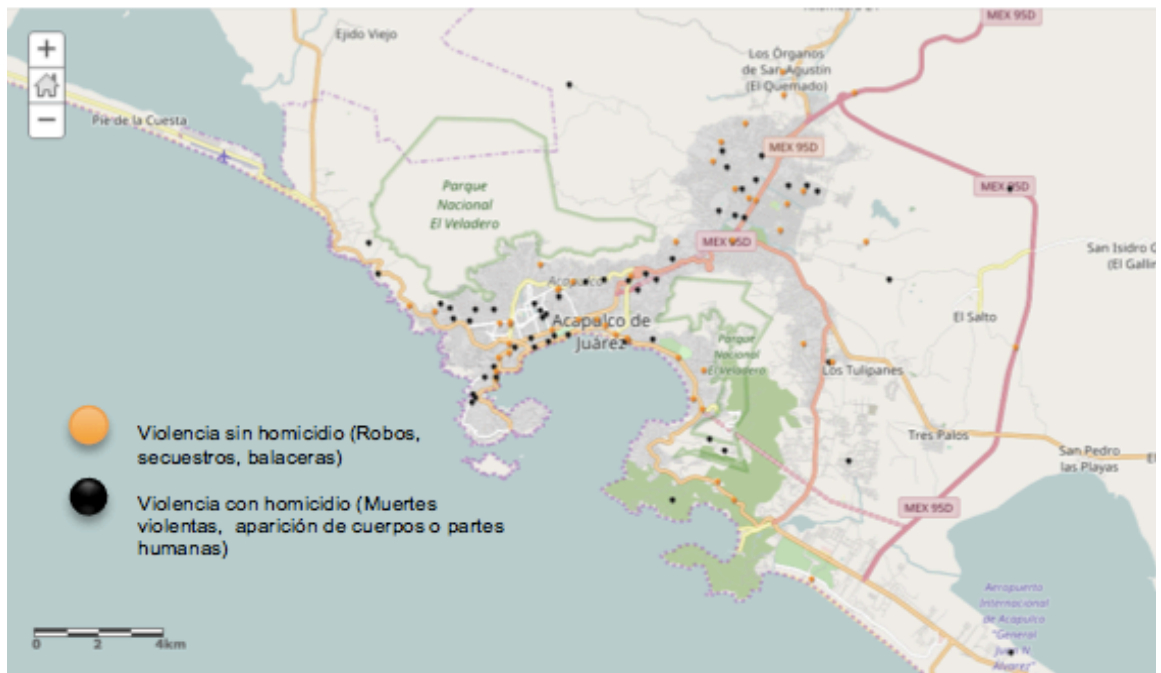 MEX 95D
Ejido Viejo
Los Órganos
de San Agustín
(El Quemado)
+
−
Pie de la Cuesta
MEX 95D
Parque
Nacional
El Veladero
MEX 95D
MEX 95D
San Isidro G
(El Gallin
Acapulco
El Salto
Acapulco de
Juárez
Parque
Nacional
El Veladero
Los Tulipanes
Violencia sin homicidio (Robos,
secuestros, balaceras)
Tres Palos
San Pedro
las Playas
Violencia con homicidio (Muertes
violentas, aparición de cuerpos o partes
humanas)
MEX 95D
Aeropuerto
Internacional
de Acapulco
"General
Juan N
Álvarez"
0 2 4km